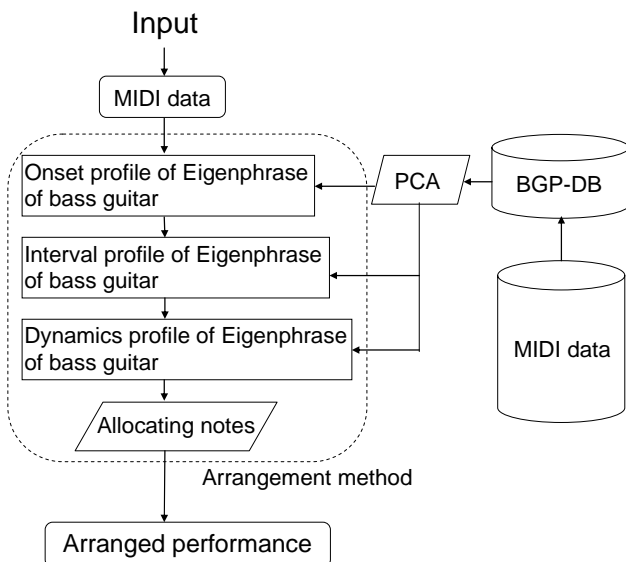 Input
MIDI data
Onset profile of Eigenphrase
of bass guitar
PCA
BGP-DB
Interval profile of Eigenphrase
of bass guitar
Dynamics profile of Eigenphrase
of bass guitar
MIDI data
Allocating notes
Arrangement method
Arranged performance